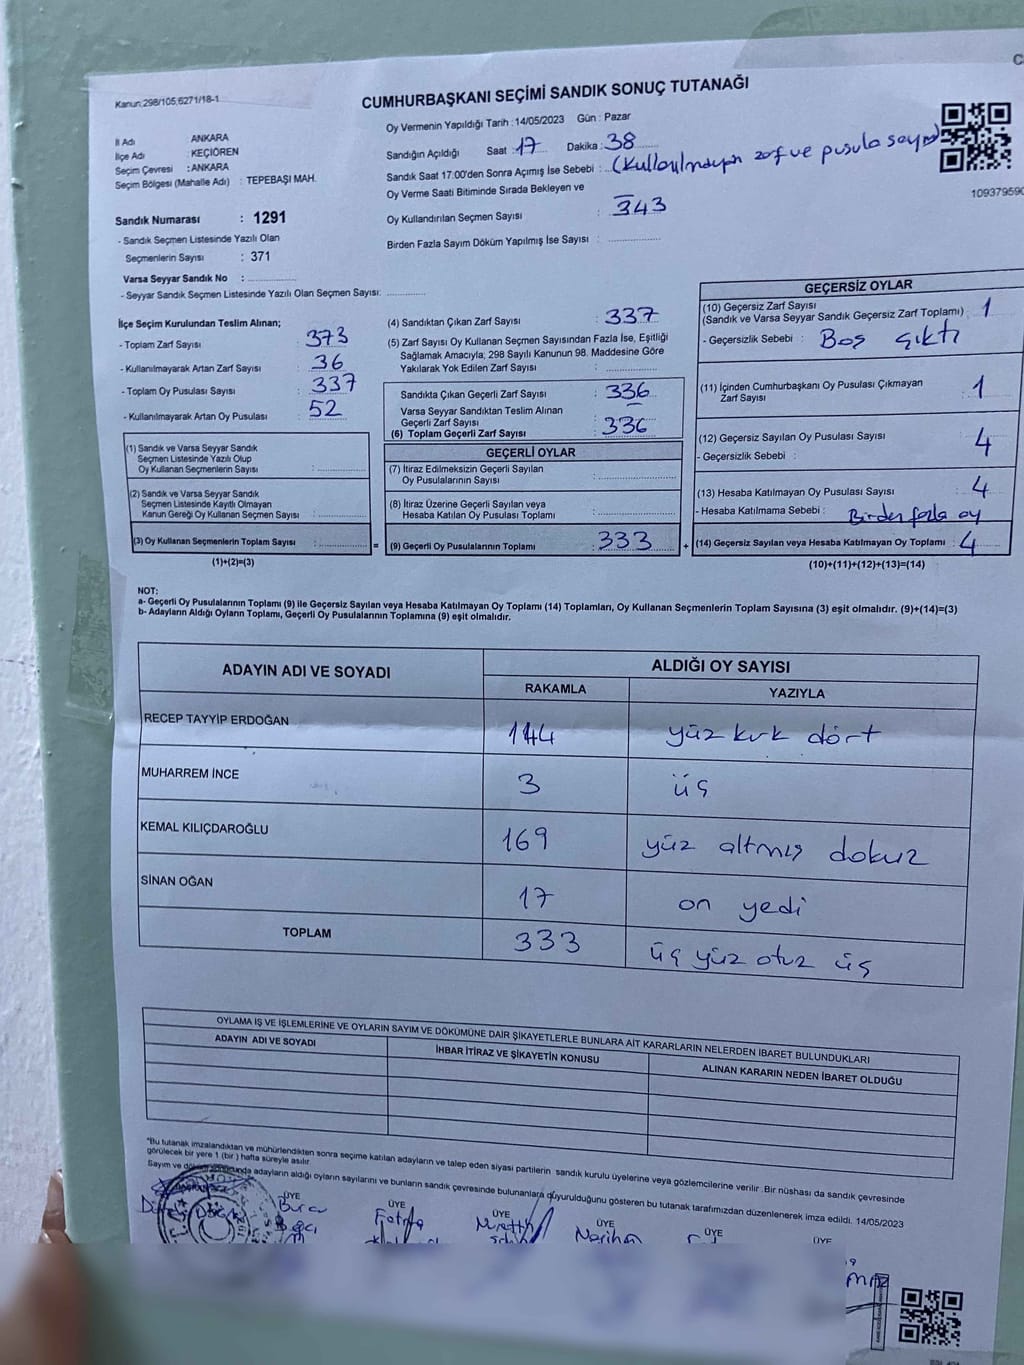 Kanun:298/105;6271/18-1
CUMHURBAŞKANI SEÇİMİ SANDIK SONUÇ TUTANAĞI
İl Adı ANKARA
İlçe Adı : KEÇİÖREN
Seçim Çevresi : ANKARA
Seçim Bölgesi (Mahalle Adı) : TEPEBAŞI MAH.
Oy Vermenin Yapıldığı Tarih : 14/05/2023 Gün : Pazar
Sandığın Açıldığı Saat : 17 Dakika : 38
Sandık Saat 17:00'den Sonra Açmış İse Sebebi : (Kullanılmayan zarf ve pusula sayımı
Oy Verme Saati Bitiminde Sırada Bekleyen ve
Oy Kullandırılan Seçmen Sayısı : 343
Birden Fazla Sayım Döküm Yapılmış İse Sayısı :
109379590
Sandık Numarası : 1291
- Sandık Seçmen Listesinde Yazılı Olan
Seçmenlerin Sayısı : 371
Varsa Seyyar Sandık No :
- Seyyar Sandık Seçmen Listesinde Yazılı Olan Seçmen Sayısı:
İlçe Seçim Kurulundan Teslim Alınan;
- Toplam Zarf Sayısı : 373
- Kullanılmayarak Artan Zarf Sayısı : 36
- Toplam Oy Pusulası Sayısı : 337
- Kullanılmayarak Artan Oy Pusulası : 52
(1) Sandık ve Varsa Seyyar Sandık
Seçmen Listesinde Yazılı Olup
Oy Kullanan Seçmenlerin Sayısı :
(2) Sandık ve Varsa Seyyar Sandık
Seçmen Listesinde Kayıtlı Olmayan
Kanun Gereği Oy Kullanan Seçmen Sayısı :
(3) Oy Kullanan Seçmenlerin Toplam Sayısı :
(1)+(2)=(3)
(4) Sandıktan Çıkan Zarf Sayısı : 337
(5) Zarf Sayısı Oy Kullanan Seçmen Sayısından Fazla İse, Eşitliği
Sağlamak Amacıyla; 298 Sayılı Kanunun 98. Maddesine Göre
Yakılarak Yok Edilen Zarf Sayısı :
Sandıkta Çıkan Geçerli Zarf Sayısı : 336
Varsa Seyyar Sandıktan Teslim Alınan
Geçerli Zarf Sayısı : –
(6) Toplam Geçerli Zarf Sayısı : 336
GEÇERLİ OYLAR
(7) İtiraz Edilmeksizin Geçerli Sayılan
Oy Pusulalarının Sayısı :
(8) İtiraz Üzerine Geçerli Sayılan veya
Hesaba Katılan Oy Pusulası Toplamı :
= (9) Geçerli Oy Pusulalarının Toplamı : 333 +
GEÇERSİZ OYLAR
(10) Geçersiz Zarf Sayısı
(Sandık ve Varsa Seyyar Sandık Geçersiz Zarf Toplamı) : 1
- Geçersizlik Sebebi : Boş çıktı
(11) İçinden Cumhurbaşkanı Oy Pusulası Çıkmayan
Zarf Sayısı : 1
(12) Geçersiz Sayılan Oy Pusulası Sayısı : 4
- Geçersizlik Sebebi :
(13) Hesaba Katılmayan Oy Pusulası Sayısı : 4
- Hesaba Katılmama Sebebi : Birden fazla oy
(14) Geçersiz Sayılan veya Hesaba Katılmayan Oy Toplamı : 4
(10)+(11)+(12)+(13)=(14)
NOT:
a- Geçerli Oy Pusulalarının Toplamı (9) ile Geçersiz Sayılan veya Hesaba Katılmayan Oy Toplamı (14) Toplamları, Oy Kullanan Seçmenlerin Toplam Sayısına (3) eşit olmalıdır. (9)+(14)=(3)
b- Adayların Aldığı Oyların Toplamı, Geçerli Oy Pusulalarının Toplamına (9) eşit olmalıdır.
ADAYIN ADI VE SOYADI ALDIĞI OY SAYISI
RAKAMLA YAZIYLA
RECEP TAYYİP ERDOĞAN 144 yüz kırk dört
MUHARREM İNCE 3 üç
KEMAL KILIÇDAROĞLU 169 yüz altmış dokuz
SİNAN OĞAN 17 on yedi
TOPLAM 333 üç yüz otuz üç
OYLAMA İŞ VE İŞLEMLERİNE VE OYLARIN SAYIM VE DÖKÜMÜNE DAİR ŞİKAYETLERLE BUNLARA AİT KARARLARIN NELERDEN İBARET BULUNDUKLARI
ADAYIN ADI VE SOYADI İHBAR İTİRAZ VE ŞİKAYETİN KONUSU ALINAN KARARIN NEDEN İBARET OLDUĞU
*Bu tutanak imzalandıktan ve mühürlendikten sonra seçime katılan adayların ve talep eden siyasi partilerin sandık kurulu üyelerine veya gözlemcilerine verilir .Bir nüshası da sandık çevresinde
görülecek bir yere 1 (bir ) hafta süreyle asılır.
Sayım ve adayların aldığı oyların sayılarını ve bunların sandık çevresinde bulunanlara duyurulduğunu gösteren bu tutanak tarafımızdan düzenlenerek imza edildi. 14/05/2023
ÜYE ÜYE ÜYE ÜYE ÜYE ÜYE
Burcu Fatma Nurettin Neriha